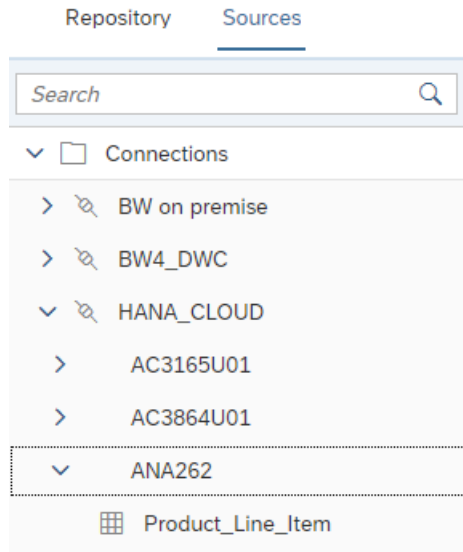 Repository Sources
Search
Connections
BW on premise
BW4_DWC
HANA_CLOUD
AC3165U01
AC3864U01
ANA262
Product_Line_Item